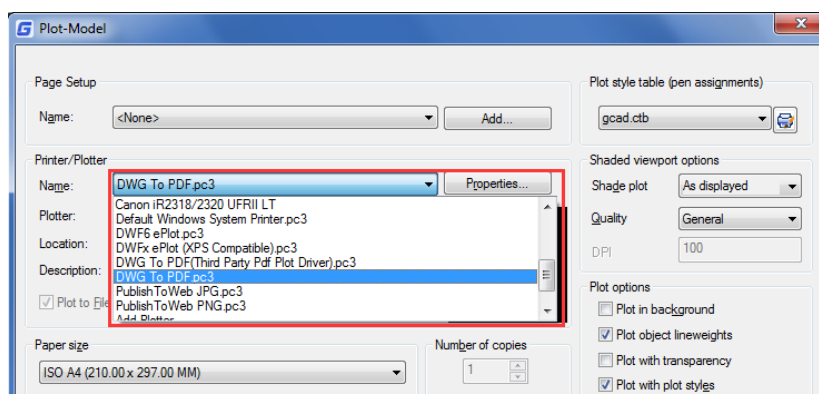 Plot-Model
Page Setup
Name: <None> Add...
Plot style table (pen assignments)
gcad.ctb
Printer/Plotter
Name: DWG To PDF.pc3 Properties...
Canon iR2318/2320 UFRII LT
Default Windows System Printer.pc3
DWF6 ePlot.pc3
DWFx ePlot (XPS Compatible).pc3
DWG To PDF(Third Party Pdf Plot Driver).pc3
DWG To PDF.pc3
PublishToWeb JPG.pc3
PublishToWeb PNG.pc3
Add Plotter
Plotter:
Location:
Description:
Plot to File
Shaded viewport options
Shade plot As displayed
Quality General
DPI 100
Plot options
Plot in background
Plot object lineweights
Plot with transparency
Plot with plot styles
Paper size
ISO A4 (210.00 x 297.00 MM)
Number of copies
1